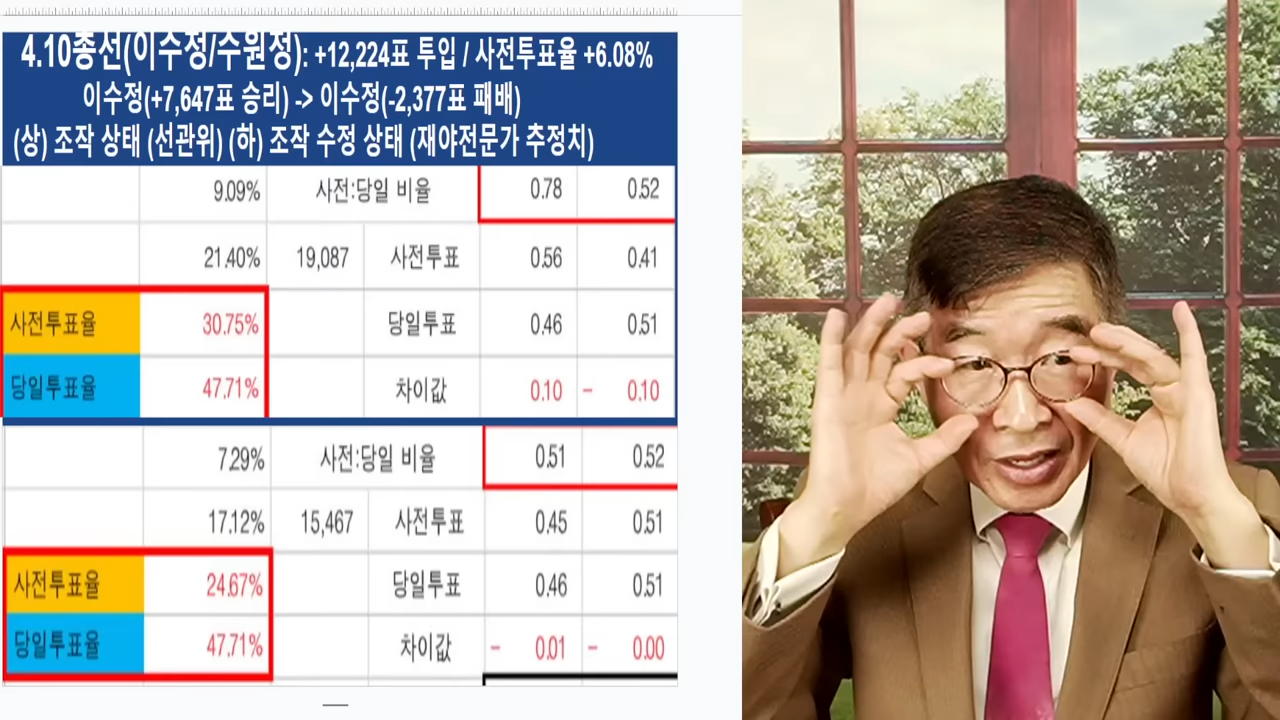 4.10총선(이수정/수원정): +12,224표 투입 / 사전투표율 +6.08%
이수정(+7,647표 승리) -> 이수정(-2,377표 패배)
(상) 조작 상태 (선관위) (하) 조작 수정 상태 (재야전문가 추정치)
9.09% 사전:당일 비율 0.78 0.52
21.40% 19,087 사전투표 0.56 0.41
사전투표율 30.75% 당일투표 0.46 0.51
당일투표율 47.71% 차이값 0.10 - 0.10
7.29% 사전:당일 비율 0.51 0.52
17.12% 15,467 사전투표 0.45 0.51
사전투표율 24.67% 당일투표 0.46 0.51
당일투표율 47.71% 차이값 - 0.01 - 0.00